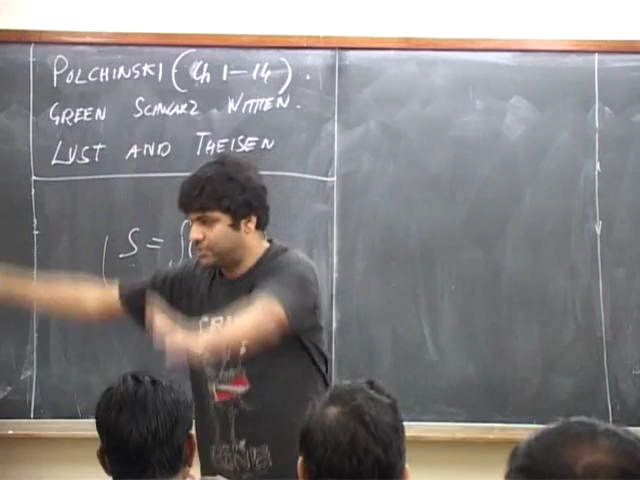 POLCHINSKI (Ch 1-14).
GREEN SCHWARZ WITTEN.
LUST AND THEISEN
S = ∫